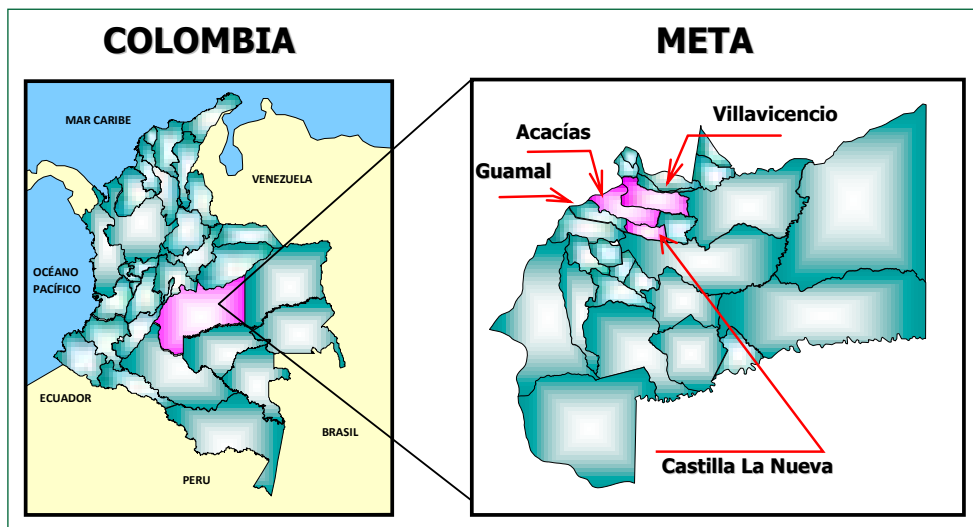 COLOMBIA
META
MAR CARIBE
VENEZUELA
OCÉANO
PACÍFICO
ECUADOR
BRASIL
PERU
Villavicencio
Acacías
Guamal
Castilla La Nueva